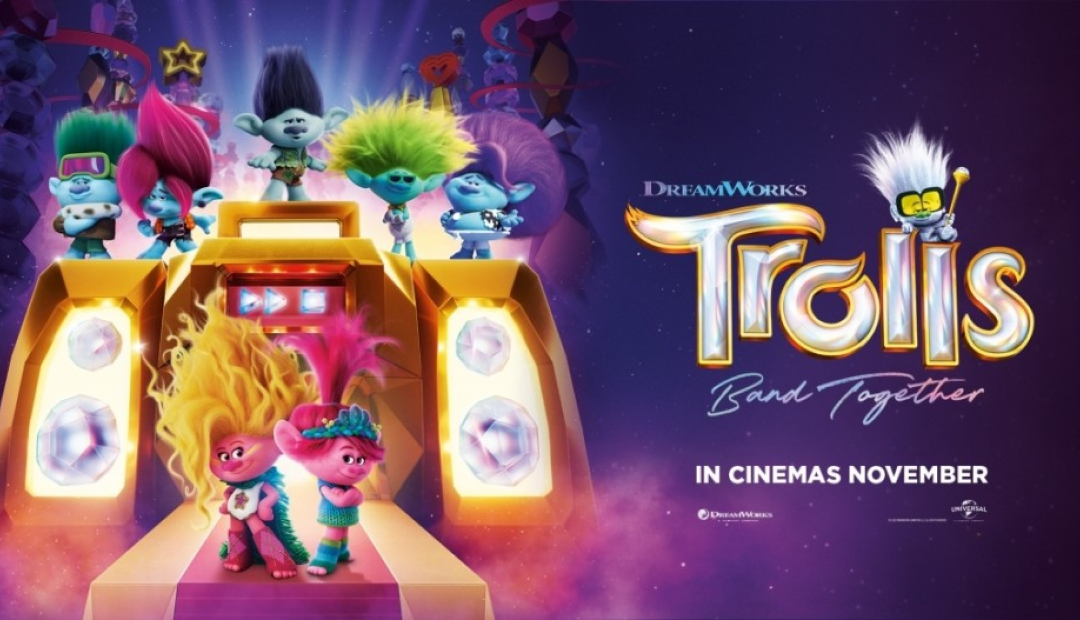 DREAMWORKS
Trolls
Band Together
IN CINEMAS NOVEMBER
DREAMWORKS
UNIVERSAL